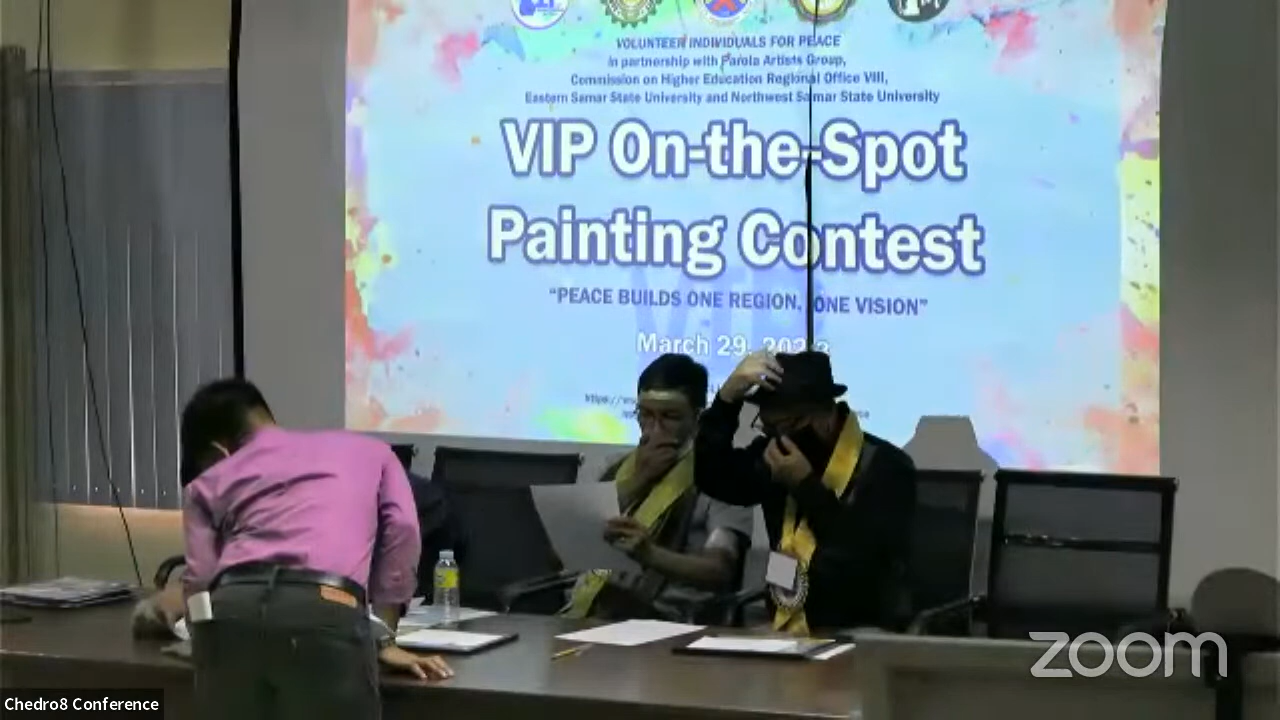 VOLUNTEER INDIVIDUALS FOR PEACE
in partnership with Parola Artists Group,
Commission on Higher Education Regional Office VIII,
Eastern Samar State University and Northwest Samar State University
VIP On-the-Spot
Painting Contest
"PEACE BUILDS ONE REGION, ONE VISION"
March 29,
zoom
Chedro8 Conference